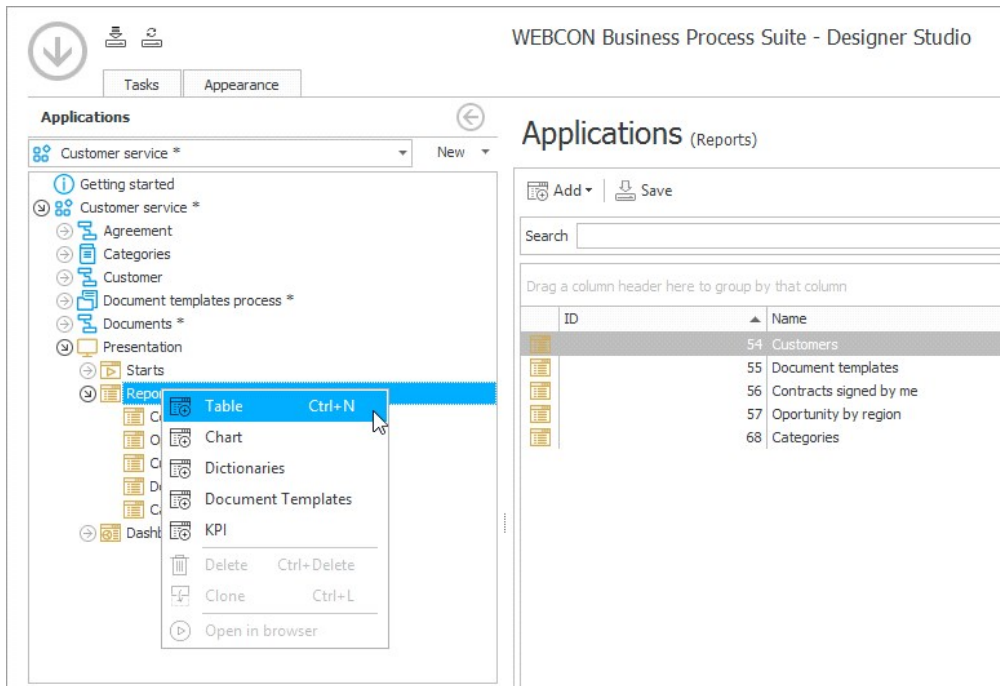 WEBCON Business Process Suite - Designer Studio
Tasks
Appearance
Applications
Customer service *
New
Getting started
Customer service *
Agreement
Categories
Customer
Document templates process *
Documents *
Presentation
Starts
Repo
Table Ctrl+N
Chart
Dictionaries
Document Templates
KPI
Delete Ctrl+Delete
Clone Ctrl+L
Open in browser
C
O
C
D
C
Dash
Applications (Reports)
Add
Save
Search
Drag a column header here to group by that column
ID Name
54 Customers
55 Document templates
56 Contracts signed by me
57 Oportunity by region
68 Categories